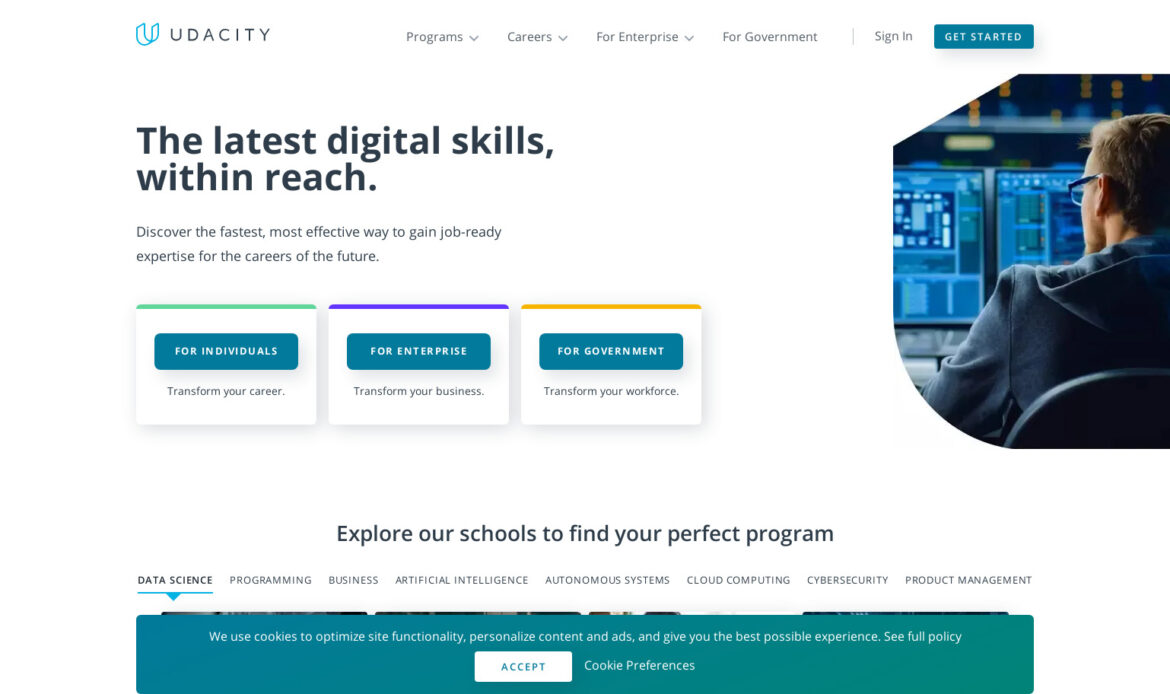 UDACITY
Programs
Careers
For Enterprise
For Government
Sign In
GET STARTED
The latest digital skills,
within reach.
Discover the fastest, most effective way to gain job-ready
expertise for the careers of the future.
FOR INDIVIDUALS
Transform your career.
FOR ENTERPRISE
Transform your business.
FOR GOVERNMENT
Transform your workforce.
Explore our schools to find your perfect program
DATA SCIENCE
PROGRAMMING
BUSINESS
ARTIFICIAL INTELLIGENCE
AUTONOMOUS SYSTEMS
CLOUD COMPUTING
CYBERSECURITY
PRODUCT MANAGEMENT
We use cookies to optimize site functionality, personalize content and ads, and give you the best possible experience. See full policy
ACCEPT
Cookie Preferences